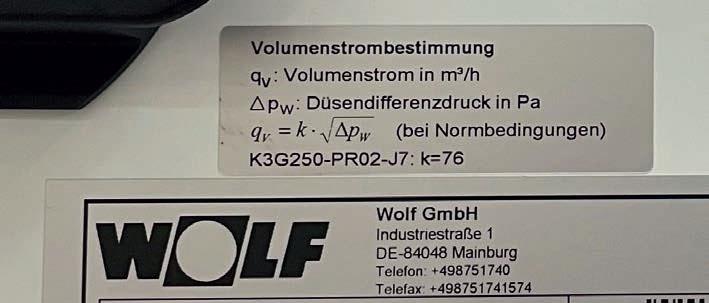 Volumenstrombestimmung
qv: Volumenstrom in m³/h
△pw: Düsendifferenzdruck in Pa
qv = k · √Δpw (bei Normbedingungen)
K3G250-PR02-J7: k=76
WOLF
Wolf GmbH
Industriestraße 1
DE-84048 Mainburg
Telefon: +498751740
Telefax: +498751741574